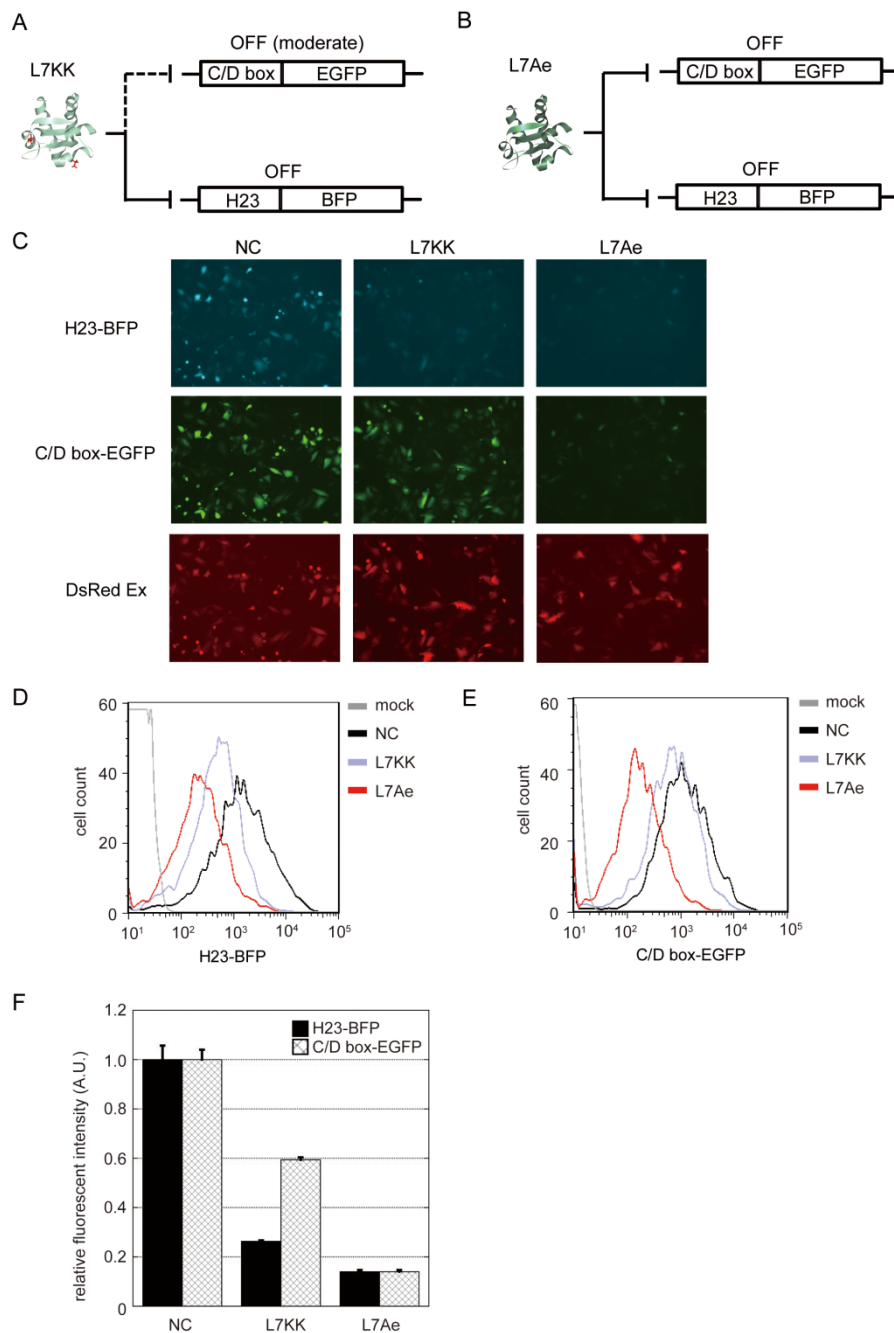 A
B
OFF (moderate)
OFF
L7KK
L7Ae
C/D box EGFP
C/D box EGFP
OFF
OFF
H23 BFP
H23 BFP
C
NC L7KK L7Ae
H23-BFP
C/D box-EGFP
DsRed Ex
D
60
40
20
0
cell count
10¹ 10² 10³ 10⁴ 10⁵
H23-BFP
mock
NC
L7KK
L7Ae
E
60
40
20
0
cell count
10¹ 10² 10³ 10⁴ 10⁵
C/D box-EGFP
mock
NC
L7KK
L7Ae
F
1.2
1.0
0.8
0.6
0.4
0.2
0
relative fluorescent intensity (A.U.)
H23-BFP
C/D box-EGFP
NC L7KK L7Ae